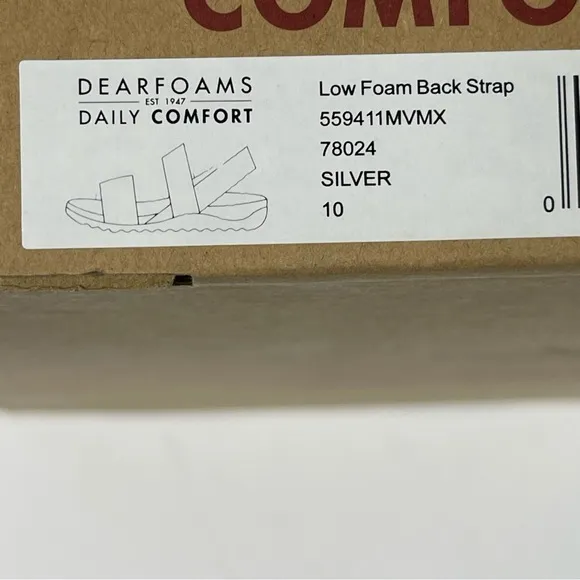 DEARFOAMS
EST 1947
DAILY COMFORT
Low Foam Back Strap
559411MVMX
78024
SILVER
10
0